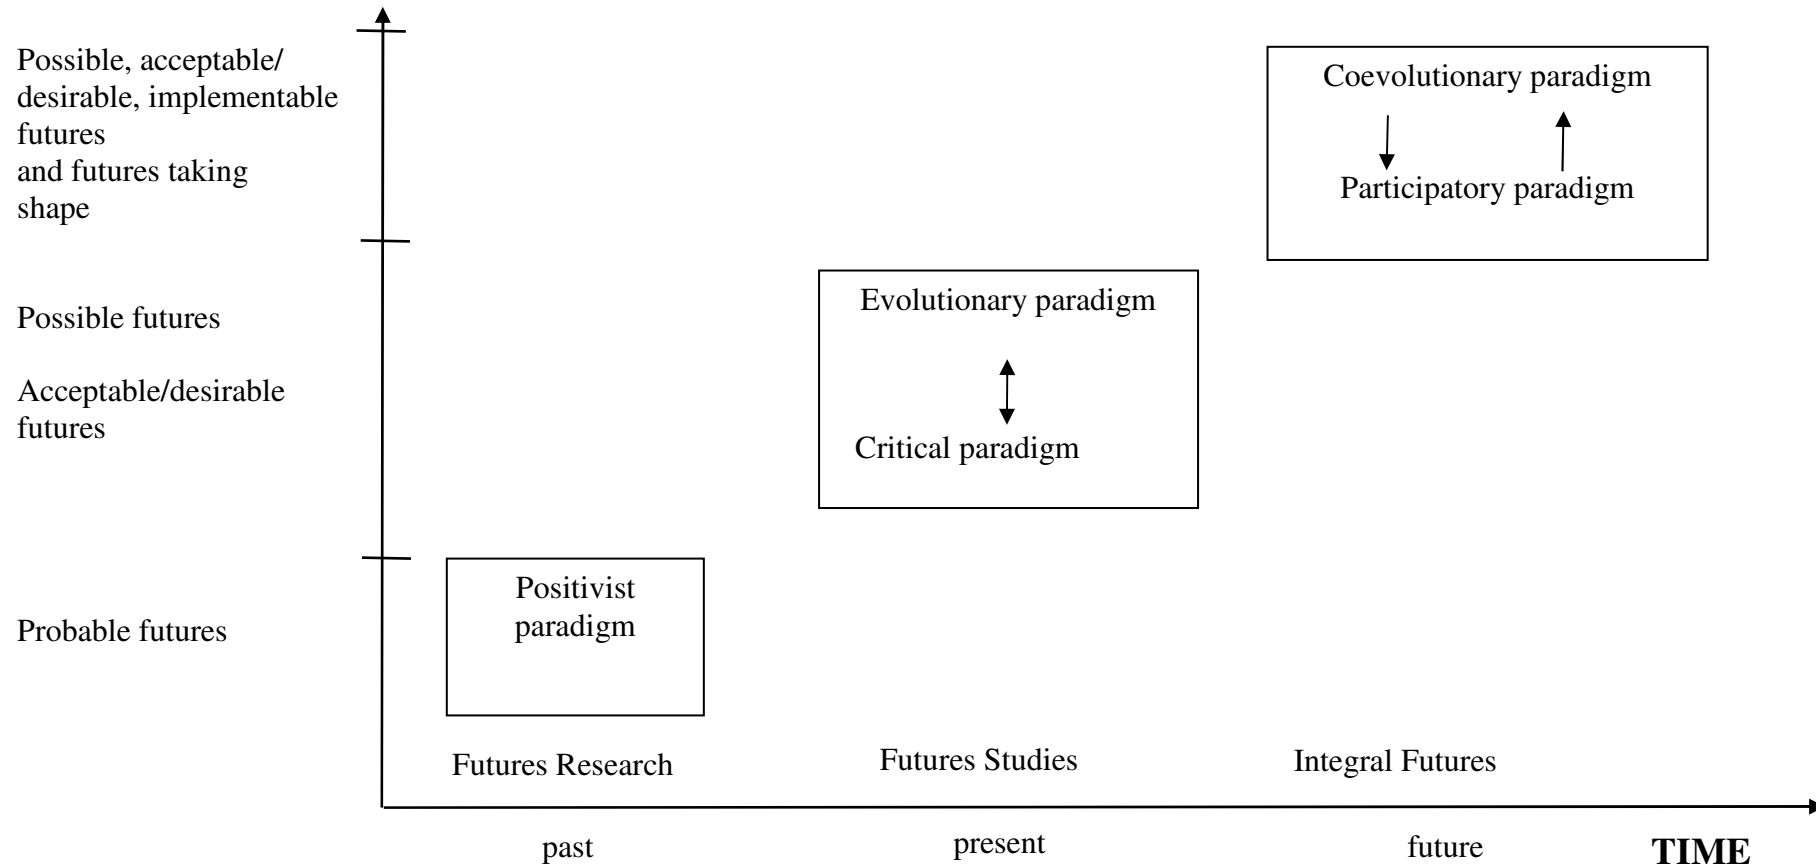 Possible, acceptable/
desirable, implementable
futures
and futures taking
shape
Coevolutionary paradigm
Participatory paradigm
Possible futures
Acceptable/desirable
futures
Evolutionary paradigm
Critical paradigm
Probable futures
Positivist
paradigm
Futures Research
Futures Studies
Integral Futures
past
present
future
TIME